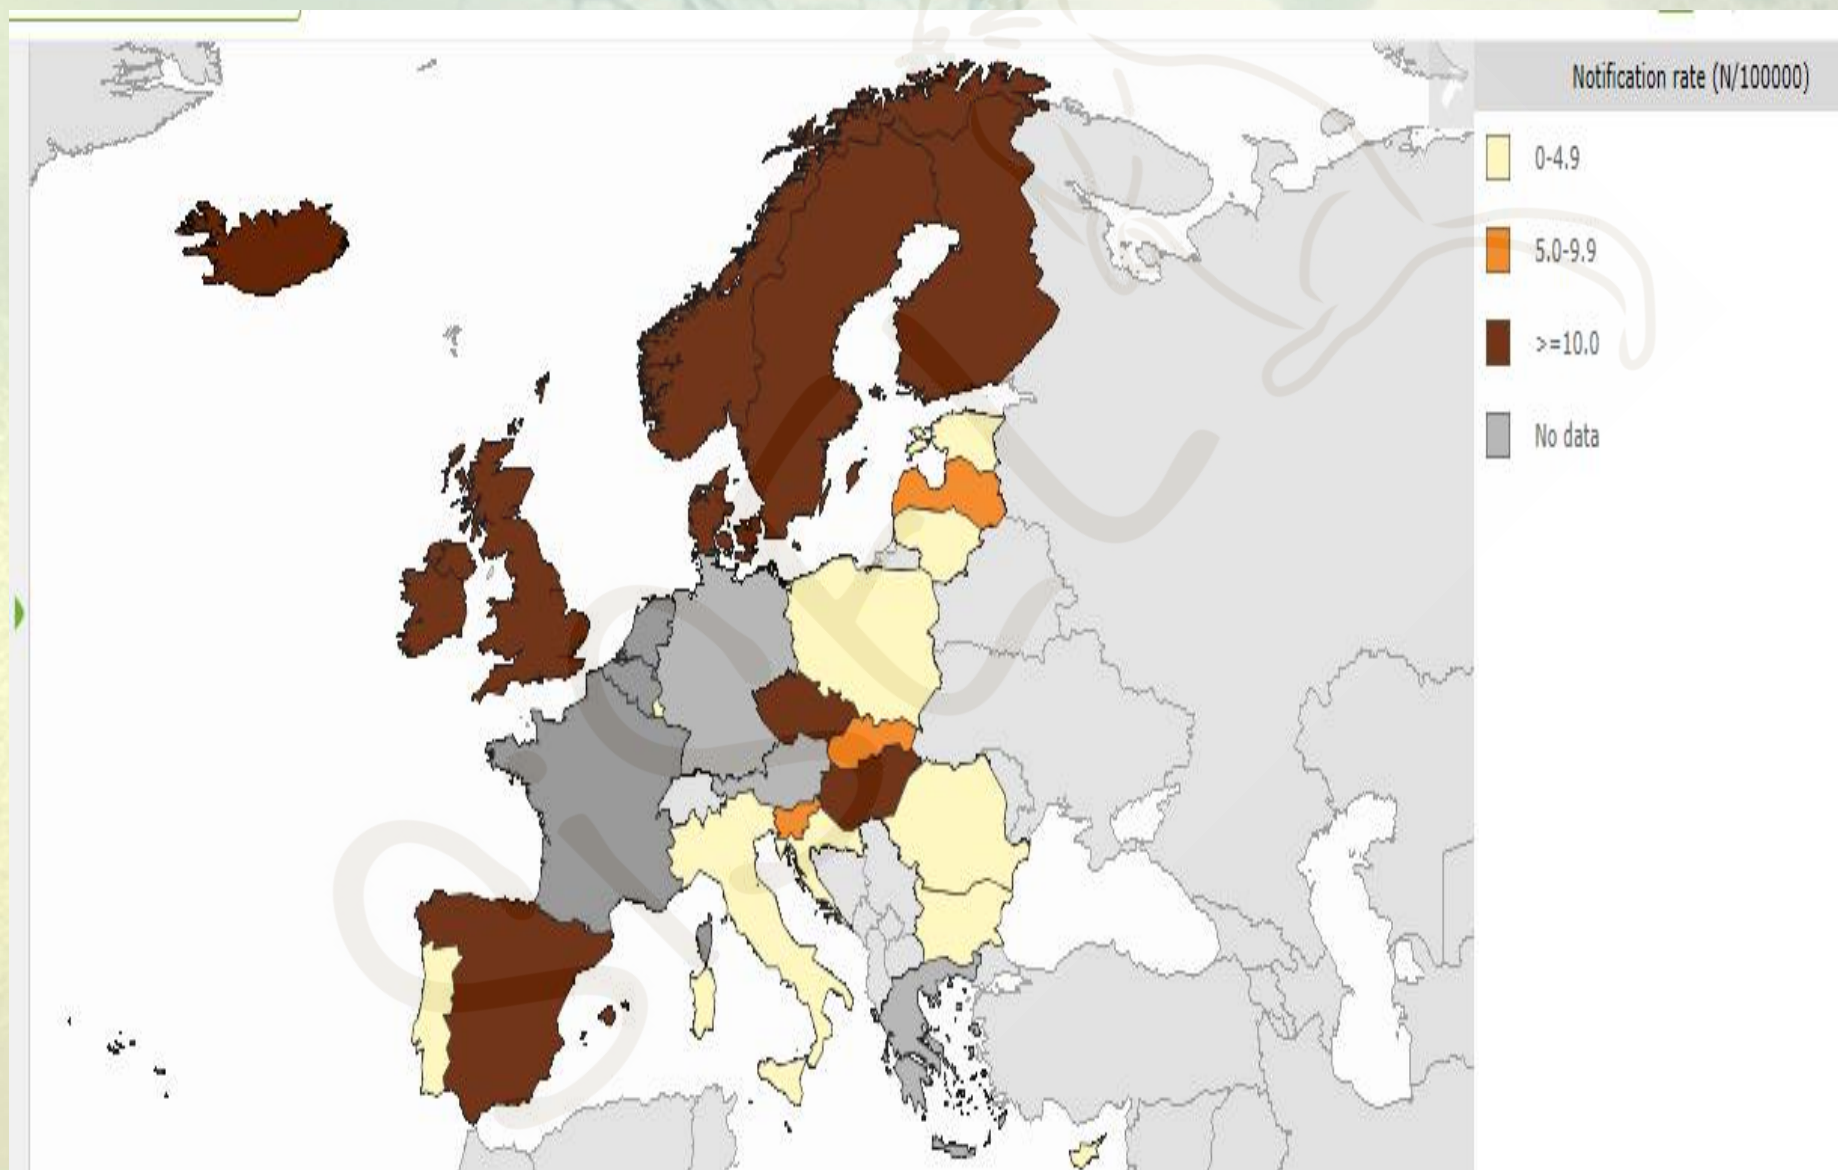 Notification rate (N/100000)
0-4.9
5.0-9.9
>=10.0
No data